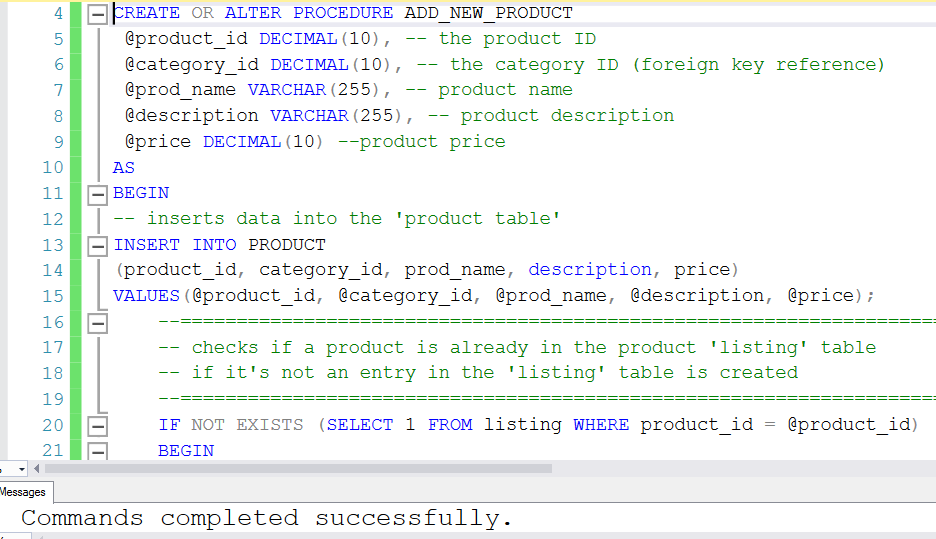 4 CREATE OR ALTER PROCEDURE ADD_NEW_PRODUCT
5 @product_id DECIMAL(10), -- the product ID
6 @category_id DECIMAL(10), -- the category ID (foreign key reference)
7 @prod_name VARCHAR(255), -- product name
8 @description VARCHAR(255), -- product description
9 @price DECIMAL(10) --product price
10 AS
11 BEGIN
12 -- inserts data into the 'product table'
13 INSERT INTO PRODUCT
14 (product_id, category_id, prod_name, description, price)
15 VALUES(@product_id, @category_id, @prod_name, @description, @price);
16 --====================================================================
17 -- checks if a product is already in the product 'listing' table
18 -- if it's not an entry in the 'listing' table is created
19 --====================================================================
20 IF NOT EXISTS (SELECT 1 FROM listing WHERE product_id = @product_id)
21 BEGIN
Messages
Commands completed successfully.